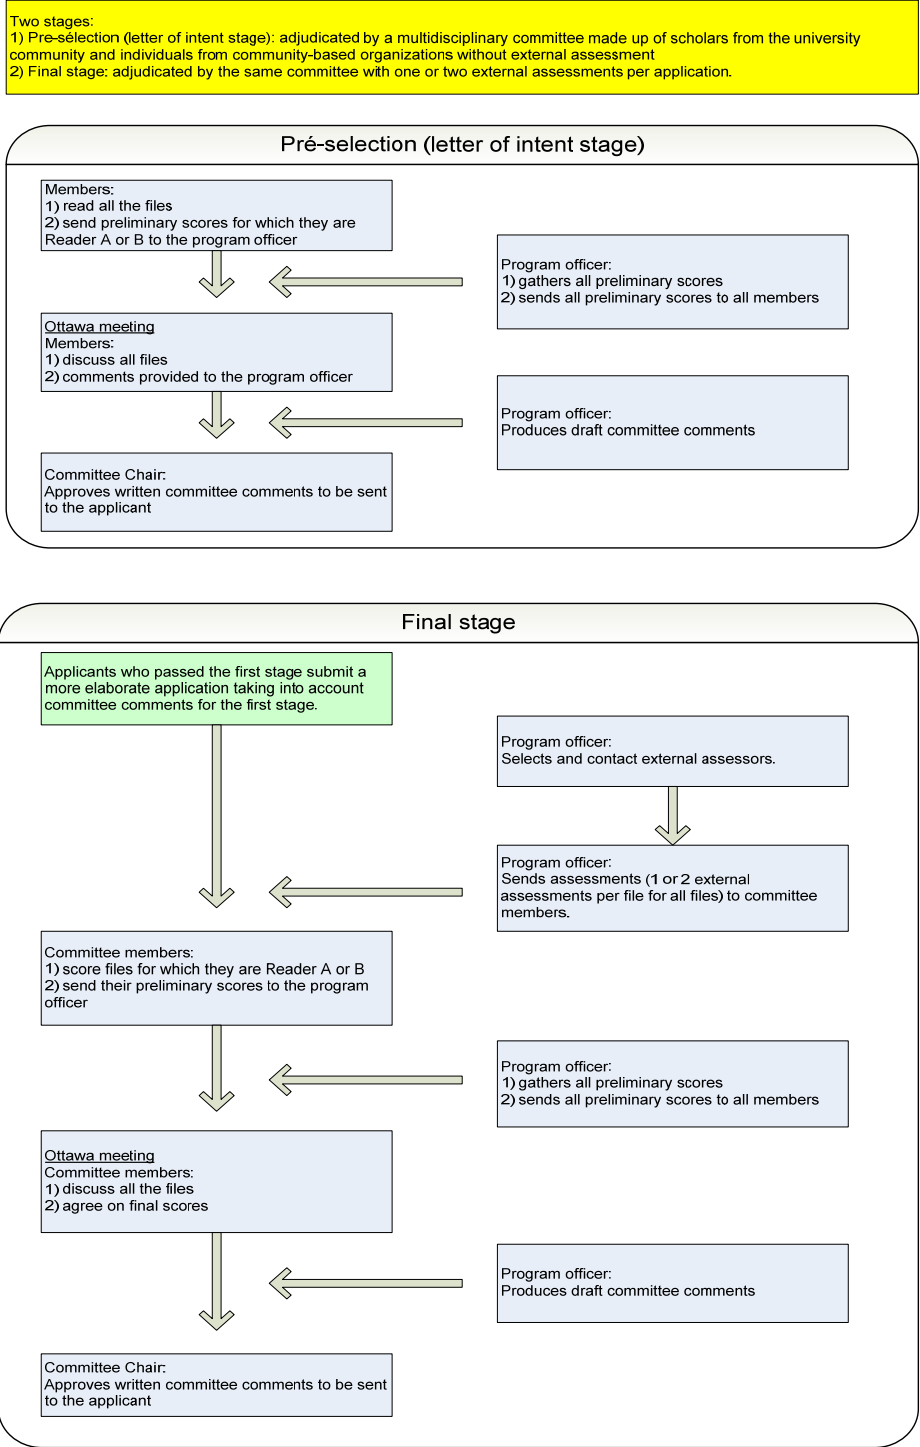 Two stages:
1) Pre-sélection (letter of intent stage): adjudicated by a multidisciplinary committee made up of scholars from the university
community and individuals from community-based organizations without external assessment
2) Final stage: adjudicated by the same committee with one or two external assessments per application.
Pré-selection (letter of intent stage)
Members:
1) read all the files
2) send preliminary scores for which they are
Reader A or B to the program officer
Program officer:
1) gathers all preliminary scores
2) sends all preliminary scores to all members
Ottawa meeting
Members:
1) discuss all files
2) comments provided to the program officer
Program officer:
Produces draft committee comments
Committee Chair:
Approves written committee comments to be sent
to the applicant
Final stage
Applicants who passed the first stage submit a
more elaborate application taking into account
committee comments for the first stage.
Program officer:
Selects and contact external assessors.
Program officer:
Sends assessments (1 or 2 external
assessments per file for all files) to committee
members.
Committee members:
1) score files for which they are Reader A or B
2) send their preliminary scores to the program
officer
Program officer:
1) gathers all preliminary scores
2) sends all preliminary scores to all members
Ottawa meeting
Committee members:
1) discuss all the files
2) agree on final scores
Program officer:
Produces draft committee comments
Committee Chair:
Approves written committee comments to be sent
to the applicant